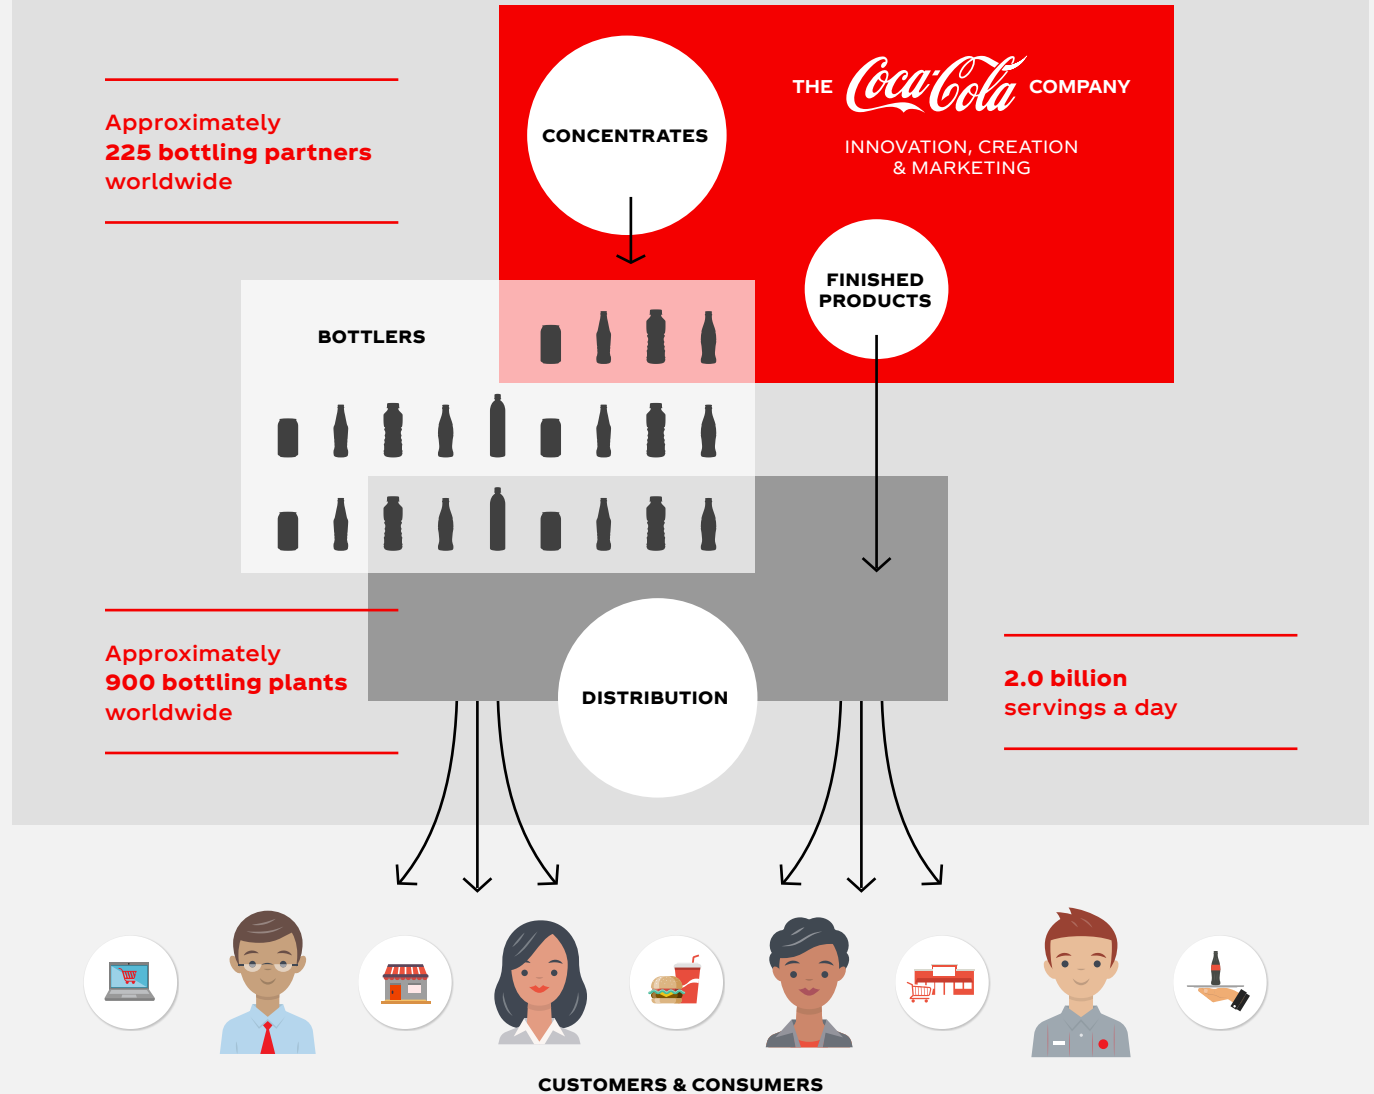 THE Coca-Cola COMPANY
INNOVATION, CREATION
& MARKETING
CONCENTRATES
Approximately
225 bottling partners
worldwide
FINISHED
PRODUCTS
BOTTLERS
Approximately
900 bottling plants
worldwide
DISTRIBUTION
2.0 billion
servings a day
CUSTOMERS & CONSUMERS